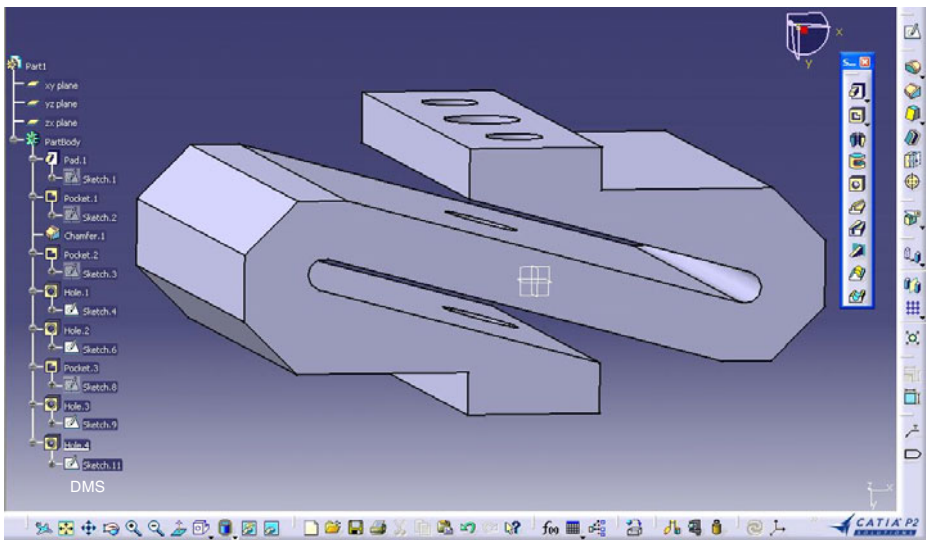 Part1
xy plane
yz plane
zx plane
PartBody
Pad.1
Sketch.1
Pocket.1
Sketch.2
Chamfer.1
Pocket.2
Sketch.3
Hole.1
Sketch.4
Hole.2
Sketch.6
Pocket.3
Sketch.8
Hole.3
Sketch.9
Hole.4
Sketch.11
DMS
x
y
S...
z
x
f(x)
CATIA P2
SOLUTIONS